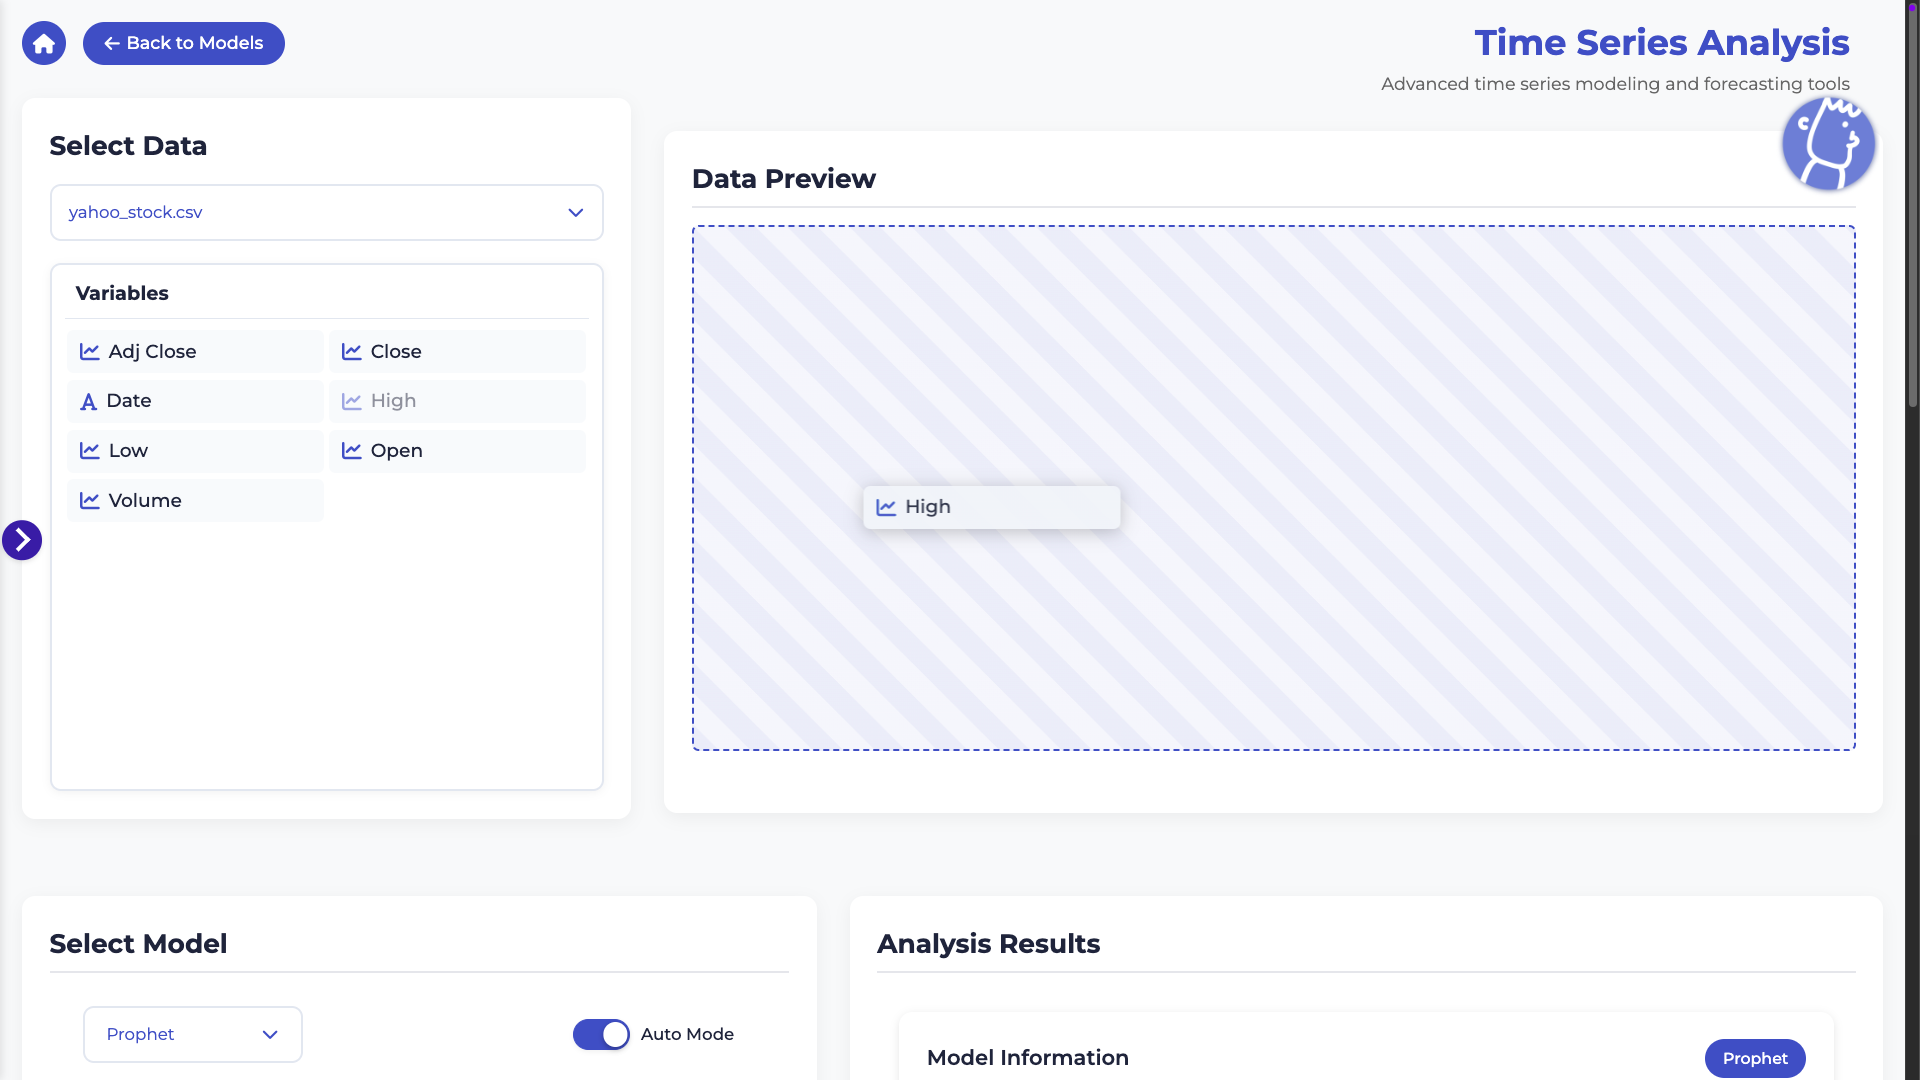 Back to Models
Time Series Analysis
Advanced time series modeling and forecasting tools
Select Data
yahoo_stock.csv
Variables
Adj Close
Close
Date
High
Low
Open
Volume
Data Preview
High
Select Model
Prophet
Auto Mode
Analysis Results
Model Information
Prophet